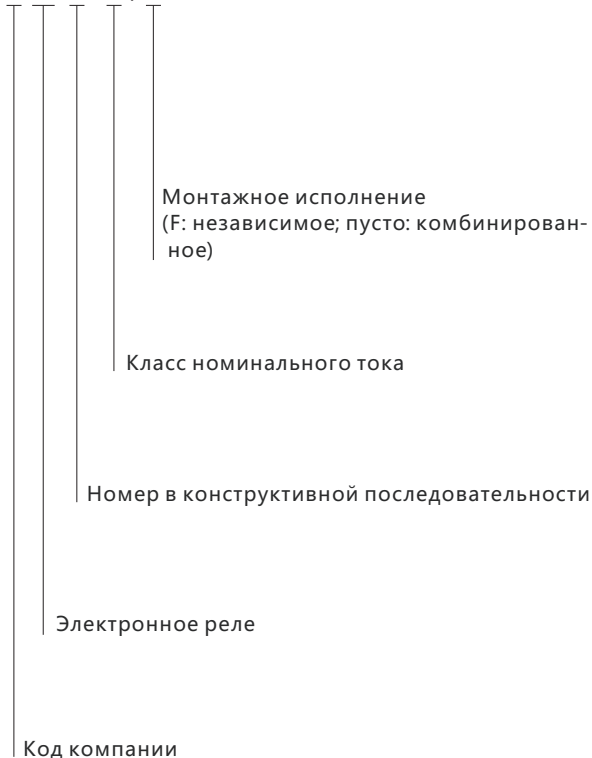 Монтажное исполнение
(F: независимое; пусто: комбинирован-
ное)
Класс номинального тока
Номер в конструктивной последовательности
Электронное реле
Код компании